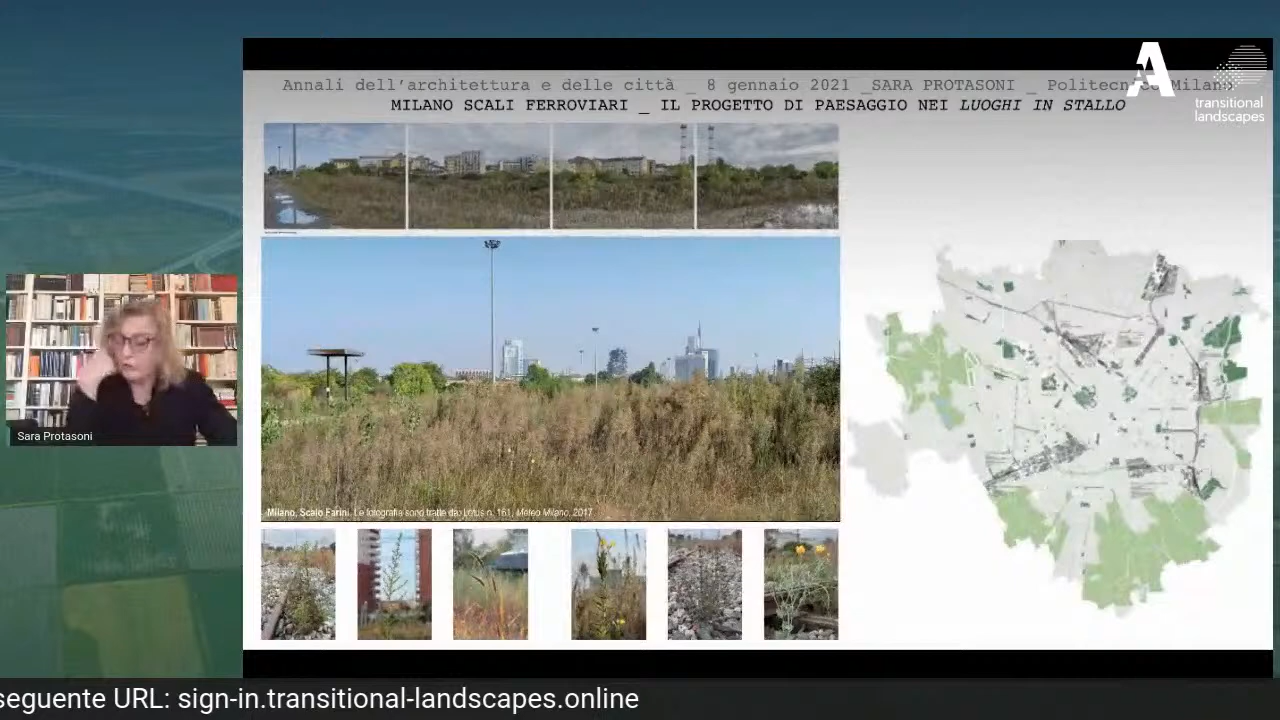 Annali dell'architettura e delle città _ 8 gennaio 2021 _SARA PROTASONI _ Politecnico Milano
MILANO SCALI FERROVIARI _ IL PROGETTO DI PAESAGGIO NEI LUOGHI IN STALLO
A
transitional
landscapes
Sara Protasoni
Milano, Scalo Farini. Le fotografia sono tratte da: Lotus n. 161, Meteo Milano, 2017
seguente URL: sign-in.transitional-landscapes.online